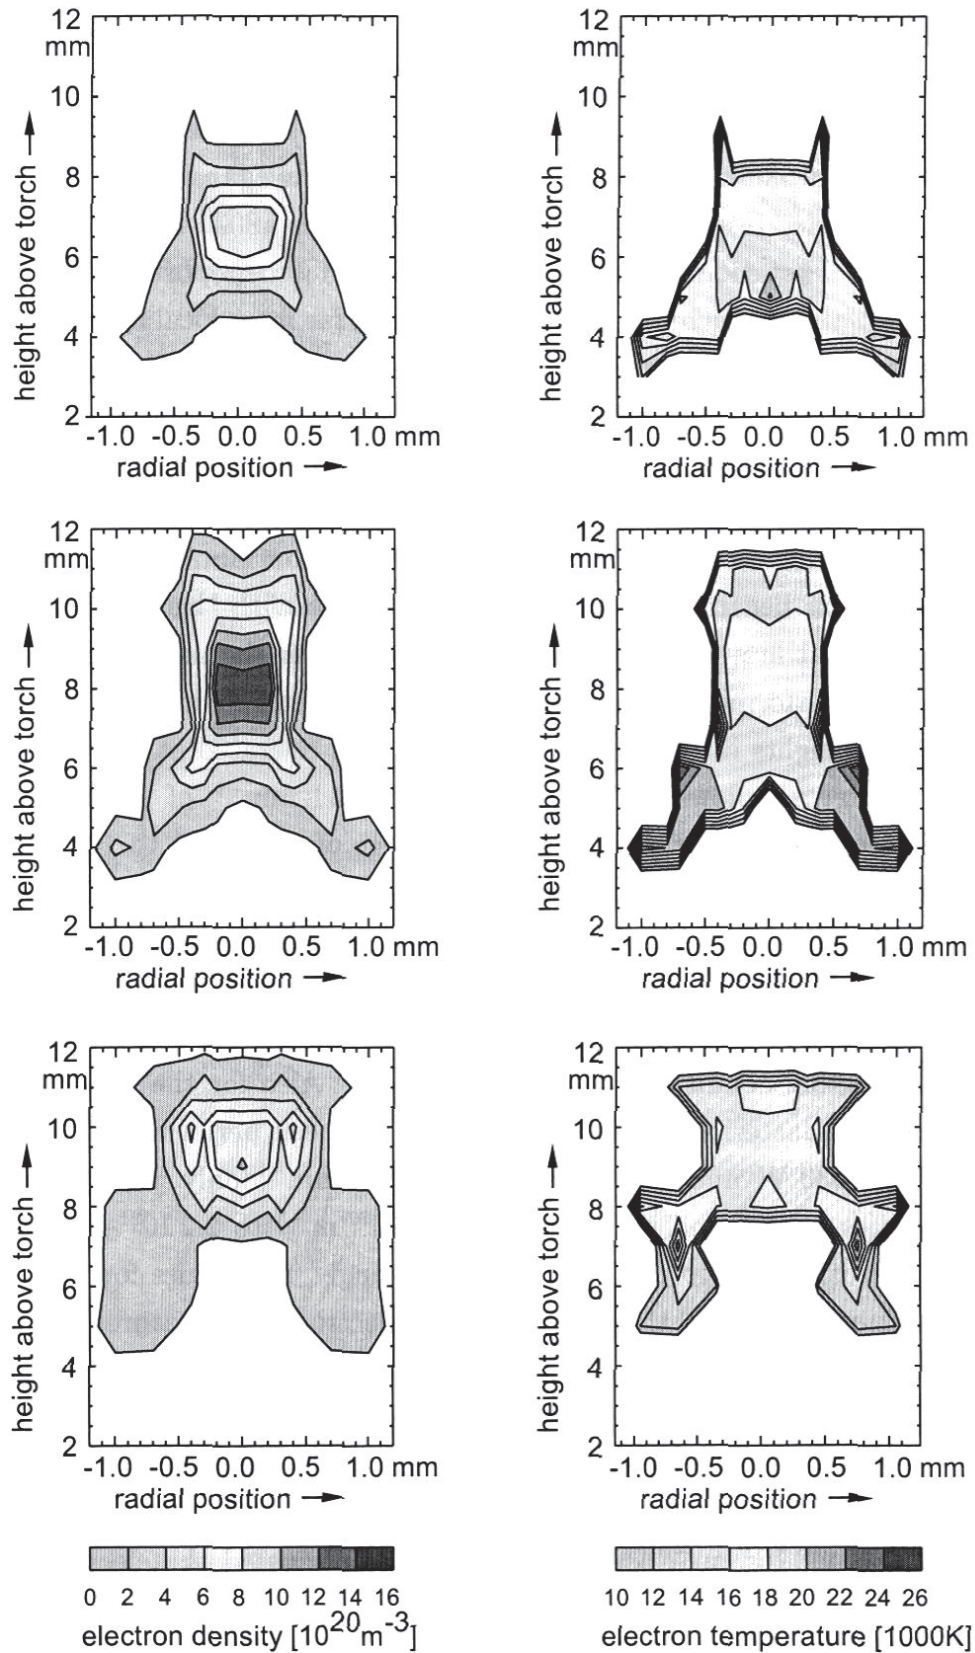 12 12
mm mm
10 10
8 8
6 6
4 4
2 2
height above torch height above torch
-1.0 -0.5 0.0 0.5 1.0 mm -1.0 -0.5 0.0 0.5 1.0 mm
radial position radial position
12 12
mm mm
10 10
8 8
6 6
4 4
2 2
height above torch height above torch
-1.0 -0.5 0.0 0.5 1.0 mm -1.0 -0.5 0.0 0.5 1.0 mm
radial position radial position
12 12
mm mm
10 10
8 8
6 6
4 4
2 2
height above torch height above torch
-1.0 -0.5 0.0 0.5 1.0 mm -1.0 -0.5 0.0 0.5 1.0 mm
radial position radial position
0 2 4 6 8 10 12 14 16 10 12 14 16 18 20 22 24 26
electron density [10^20 m^-3] electron temperature [1000K]